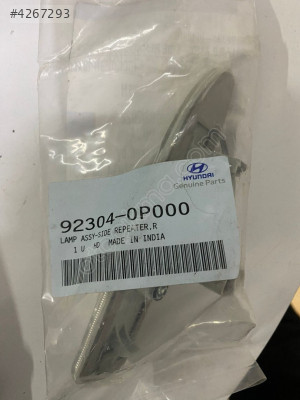 #4267293
HYUNDAI
Genuine Parts
92304-0P000
LAMP ASSY-SIDE REPEATER,R
MADE IN INDIA